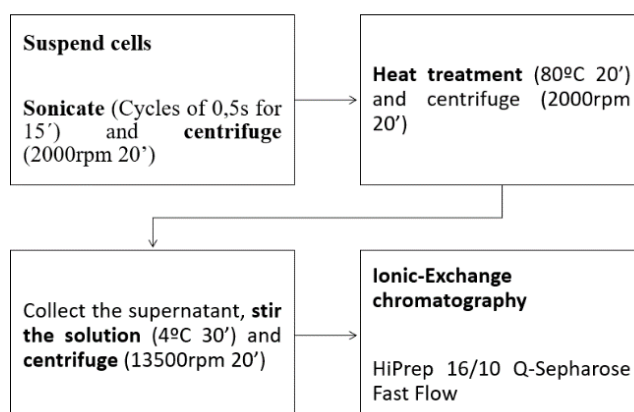 Suspend cells
Sonicate (Cycles of 0,5s for
15´) and centrifuge
(2000rpm 20’)
Heat treatment (80ºC 20’)
and centrifuge (2000rpm
20’)
Collect the supernatant, stir
the solution (4ºC 30’) and
centrifuge (13500rpm 20’)
Ionic-Exchange
chromatography
HiPrep 16/10 Q-Sepharose
Fast Flow